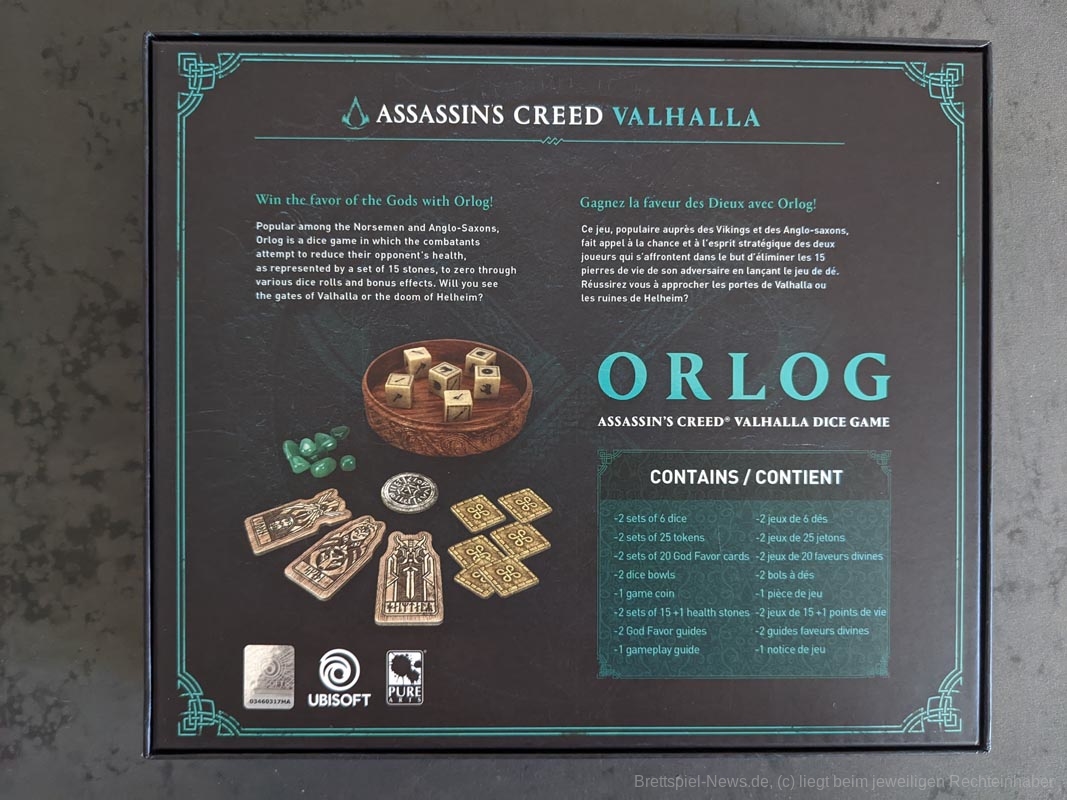 ASSASSIN'S CREED VALHALLA
Win the favor of the Gods with Orlog!
Popular among the Norsemen and Anglo-Saxons,
Orlog is a dice game in which the combatants
attempt to reduce their opponent's health,
as represented by a set of 15 stones, to zero through
various dice rolls and bonus effects. Will you see
the gates of Valhalla or the doom of Helheim?
Gagnez la faveur des Dieux avec Orlog!
Ce jeu, populaire auprès des Vikings et des Anglo-saxons,
fait appel à la chance et à l'esprit stratégique des deux
joueurs qui s'affrontent dans le but d'éliminer les 15
pierres de vie de son adversaire en lançant le jeu de dé.
Réussirez vous à approcher les portes de Valhalla ou
les ruines de Helheim?
ORLOG
ASSASSIN'S CREED® VALHALLA DICE GAME
CONTAINS / CONTIENT
-2 sets of 6 dice
-2 sets of 25 tokens
-2 sets of 20 God Favor cards
-2 dice bowls
-1 game coin
-2 sets of 15 +1 health stones
-2 God Favor guides
-1 gameplay guide
-2 jeux de 6 dés
-2 jeux de 25 jetons
-2 jeux de 20 faveurs divines
-2 bols à dés
-1 pièce de jeu
-2 jeux de 15 +1 points de vie
-2 guides faveurs divines
-1 notice de jeu
03460317HA
UBISOFT
PURE
ARTS
Brettspiel-News.de, (c) liegt beim jeweiligen Rechteinhaber